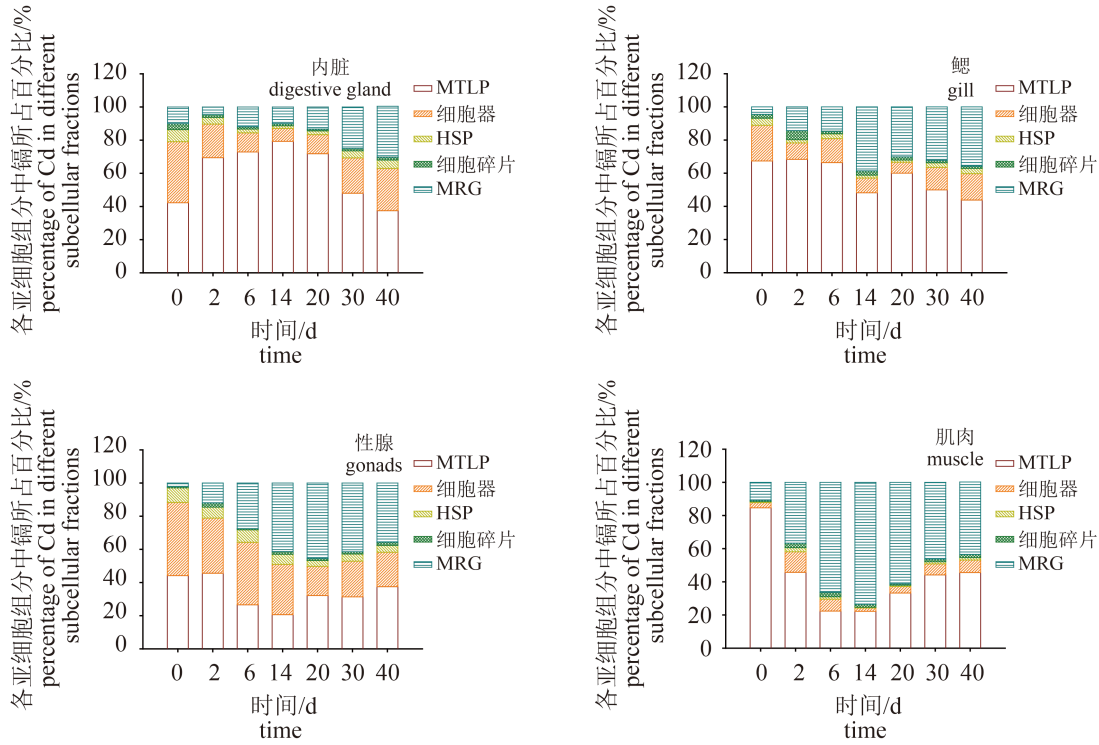 各亚细胞组分中镉所占百分比/%
percentage of Cd in different
subcellular fractions
内脏
digestive gland
120
100
80
60
40
20
0
0 2 6 14 20 30 40
时间/d
time
MTLP
细胞器
HSP
细胞碎片
MRG
各亚细胞组分中镉所占百分比/%
percentage of Cd in different
subcellular fractions
鳃
gill
120
100
80
60
40
20
0
0 2 6 14 20 30 40
时间/d
time
MTLP
细胞器
HSP
细胞碎片
MRG
各亚细胞组分中镉所占百分比/%
percentage of Cd in different
subcellular fractions
性腺
gonads
120
100
80
60
40
20
0
0 2 6 14 20 30 40
时间/d
time
MTLP
细胞器
HSP
细胞碎片
MRG
各亚细胞组分中镉所占百分比/%
percentage of Cd in different
subcellular fractions
肌肉
muscle
120
100
80
60
40
20
0
0 2 6 14 20 30 40
时间/d
time
MTLP
细胞器
HSP
细胞碎片
MRG